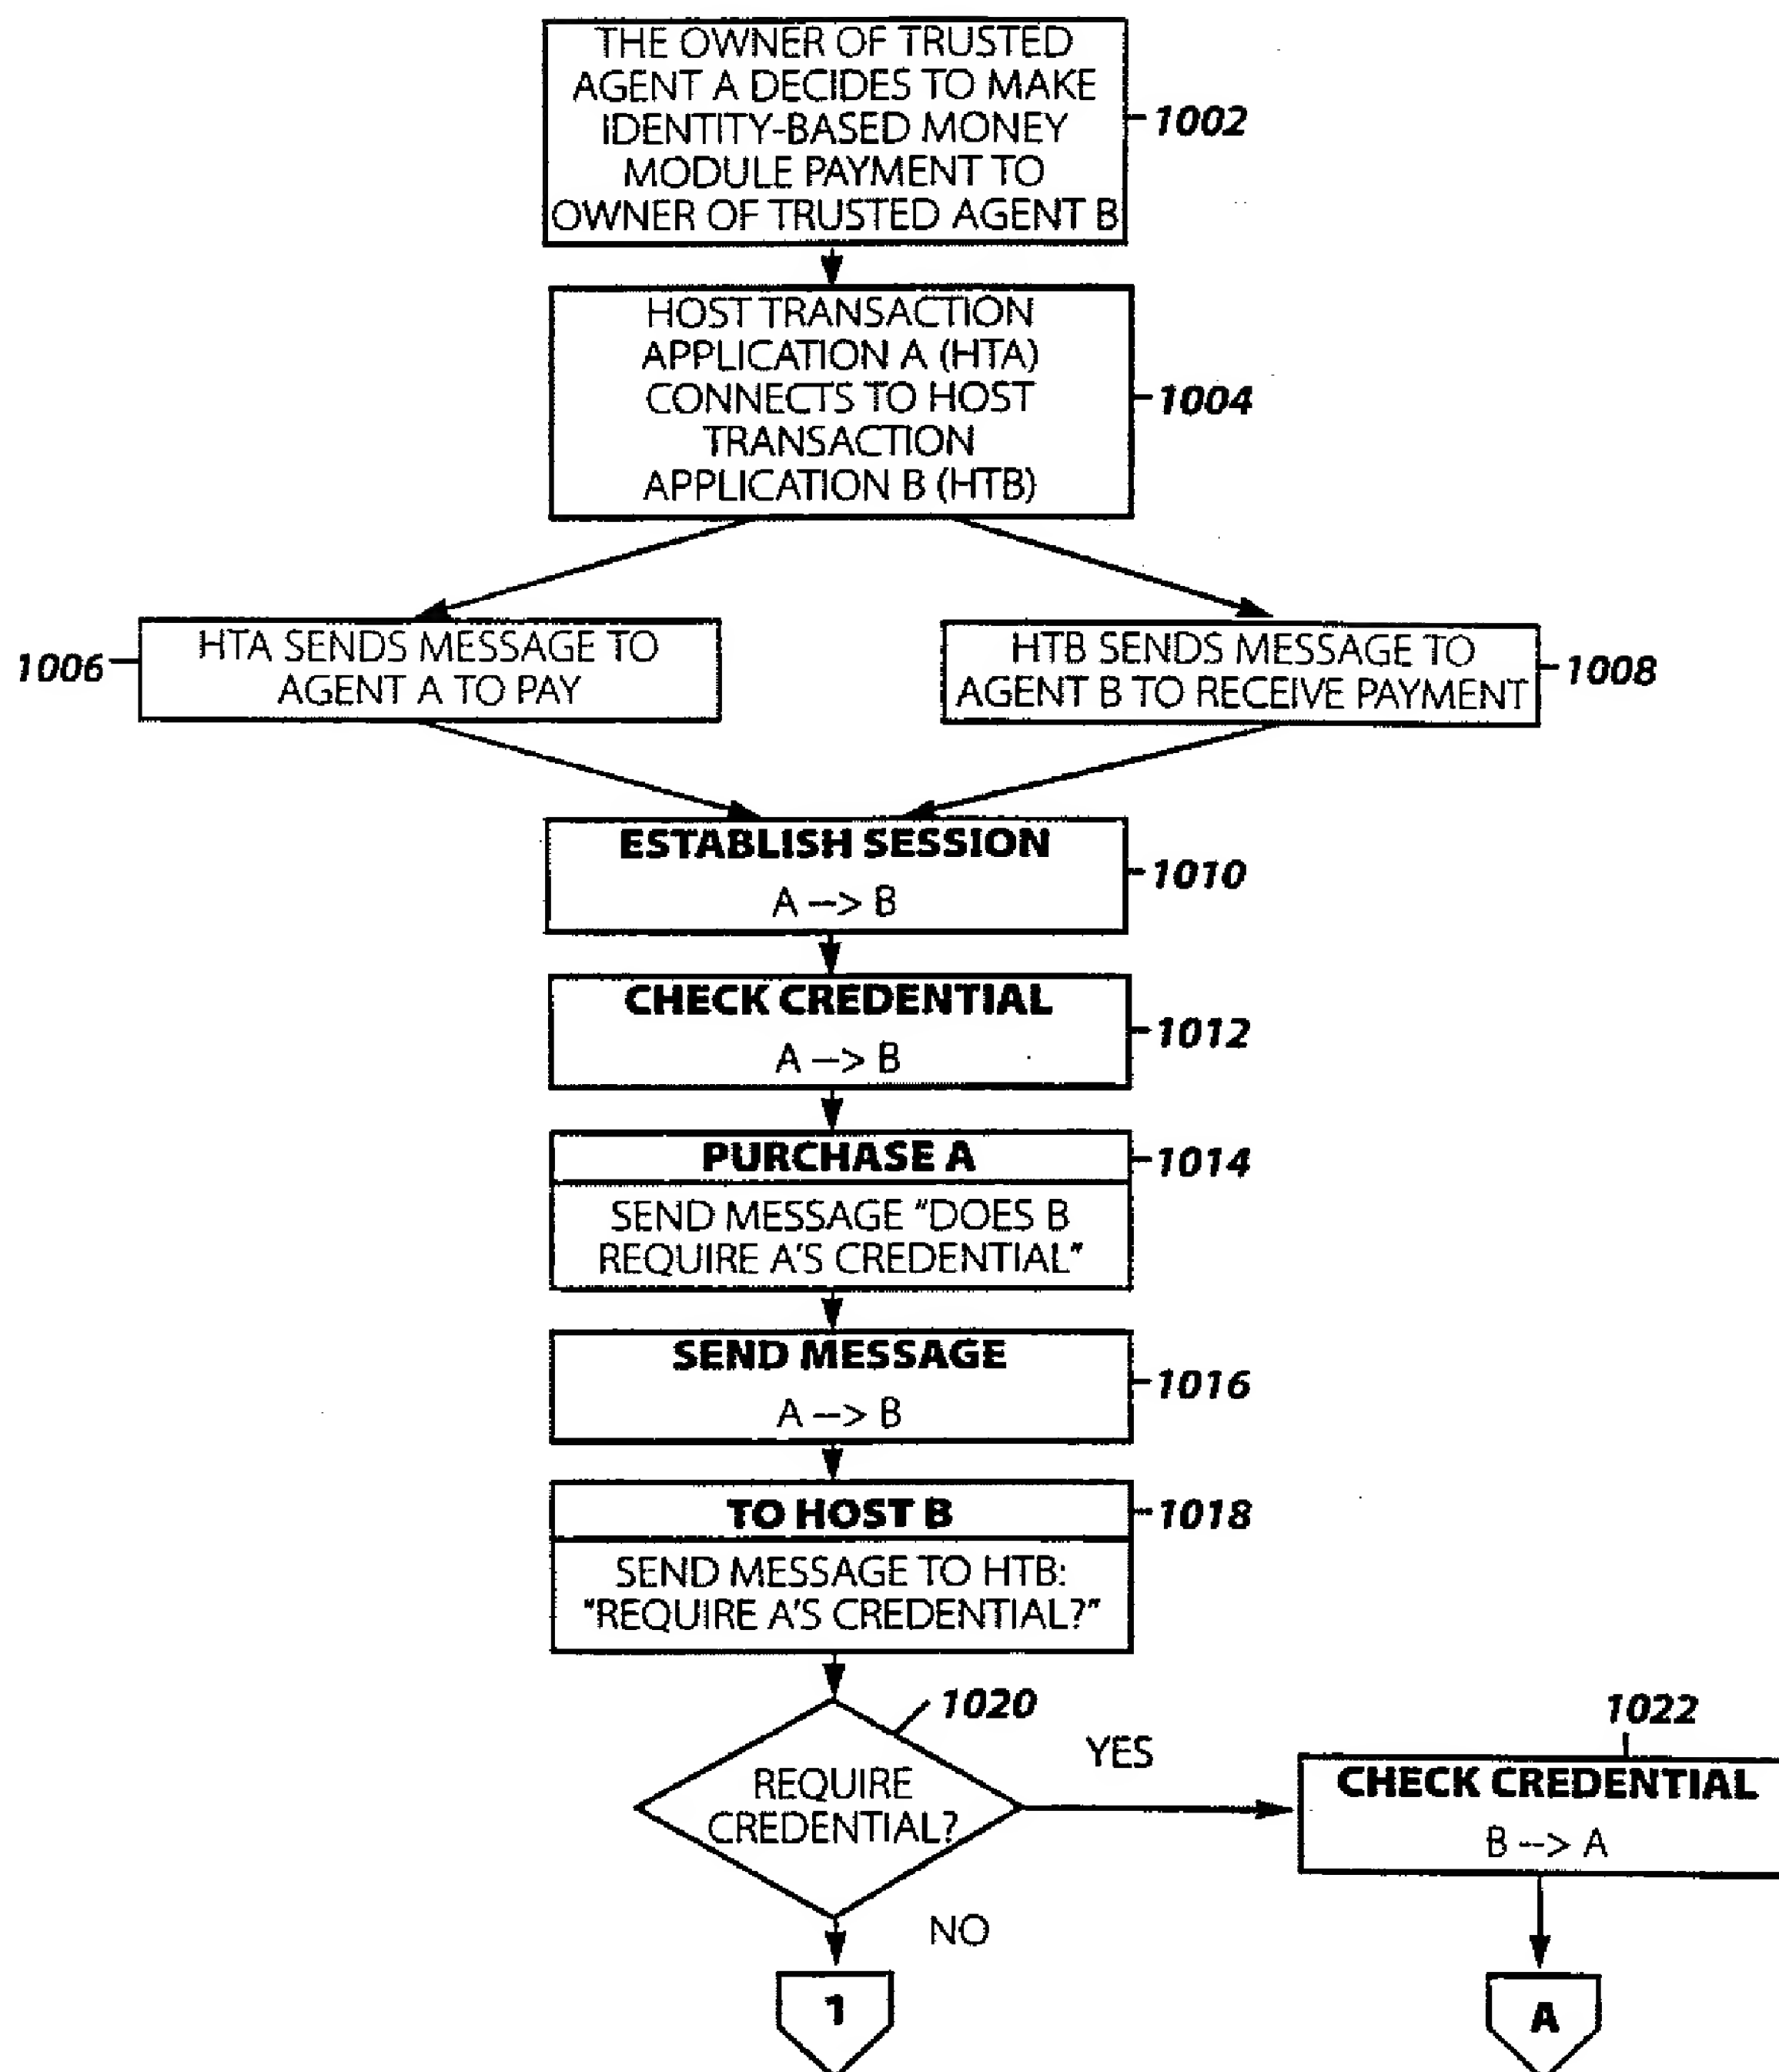 THE OWNER OF TRUSTED
AGENT A DECIDES TO MAKE
IDENTITY-BASED MONEY
MODULE PAYMENT TO
OWNER OF TRUSTED AGENT B
1002
HOST TRANSACTION
APPLICATION A (HTA)
CONNECTS TO HOST
TRANSACTION
APPLICATION B (HTB)
1004
1006
HTA SENDS MESSAGE TO
AGENT A TO PAY
HTB SENDS MESSAGE TO
AGENT B TO RECEIVE PAYMENT
1008
ESTABLISH SESSION
A --> B
1010
CHECK CREDENTIAL
A --> B
1012
PURCHASE A
1014
SEND MESSAGE "DOES B
REQUIRE A'S CREDENTIAL"
SEND MESSAGE
A --> B
1016
TO HOST B
1018
SEND MESSAGE TO HTB:
"REQUIRE A'S CREDENTIAL?"
1020
REQUIRE
CREDENTIAL?
YES
1022
CHECK CREDENTIAL
B --> A
NO
1
A